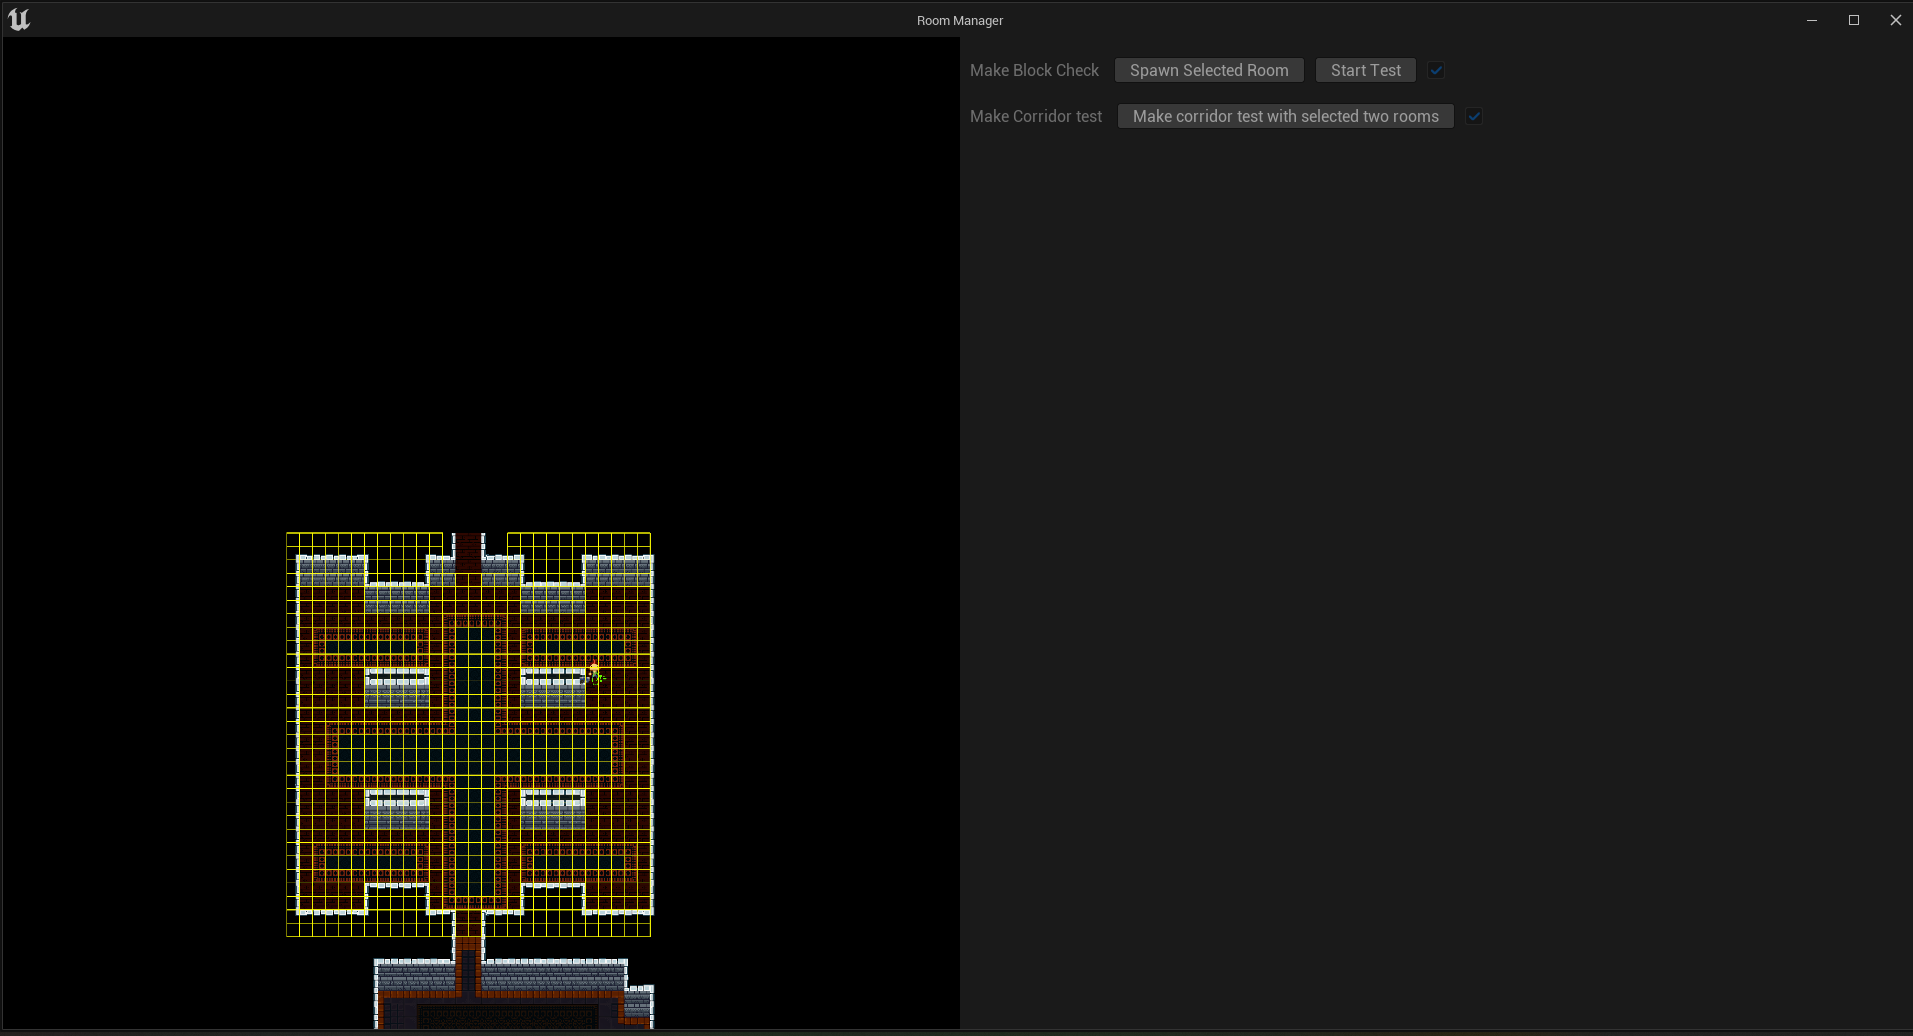 Room Manager
Make Block Check Spawn Selected Room Start Test
Make Corridor test Make corridor test with selected two rooms